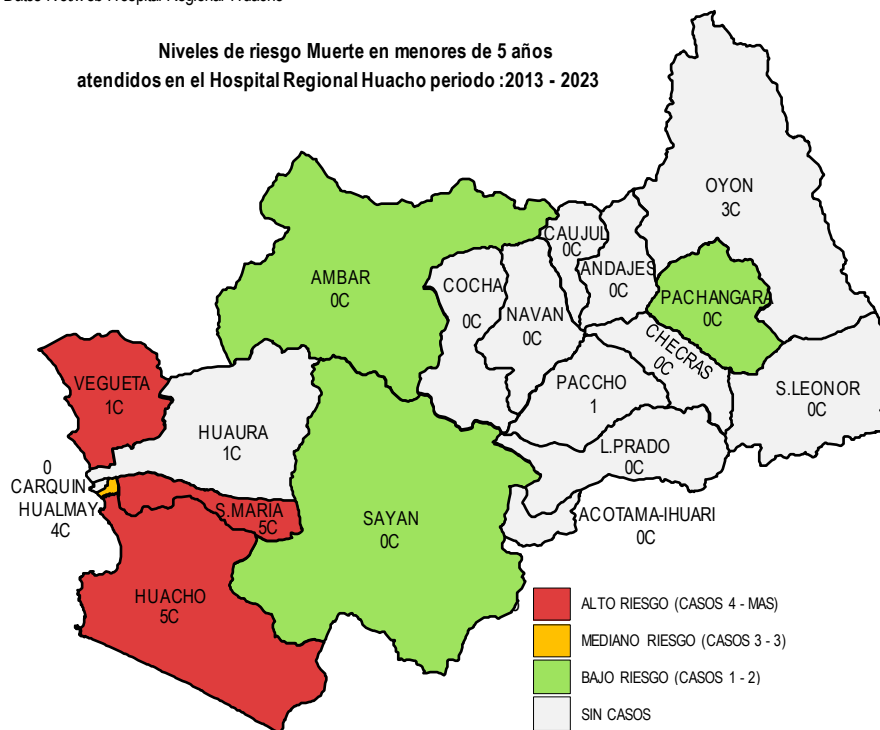 Niveles de riesgo Muerte en menores de 5 años
atendidos en el Hospital Regional Huacho periodo :2013 - 2023
OYON
3C
CAUJUL
0C
ANDAJES
0C
AMBAR
0C
COCHA
0C
NAVAN
0C
PACHANGARA
0C
CHECRAS
0C
VEGUETA
1C
PACCHO
1
S.LEONOR
0C
HUAURA
1C
L.PRADO
0C
0
CARQUIN
HUALMAY
4C
S.MARIA
5C
SAYAN
0C
ACOTAMA-IHUARI
0C
HUACHO
5C
ALTO RIESGO (CASOS 4 - MAS)
MEDIANO RIESGO (CASOS 3 - 3)
BAJO RIESGO (CASOS 1 - 2)
SIN CASOS